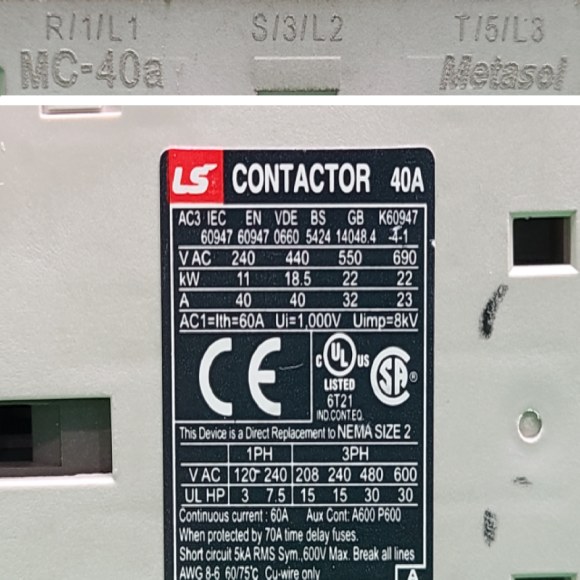 R/1/L1 S/3/L2 T/5/L3
MC-40a Metasol
LS CONTACTOR 40A
AC3 IEC EN VDE BS GB K60947
60947 60947 0660 5424 14048.4 -4-1
V AC 240 440 550 690
kW 11 18.5 22 22
A 40 40 32 23
AC1=Ith=60A Ui=1,000V Uimp=8kV
CE
C UL US
LISTED
6T21
IND.CONT.EQ.
SA ®
This Device is a Direct Replacement to NEMA SIZE 2
1PH 3PH
V AC 120 240 208 240 480 600
UL HP 3 7.5 15 15 30 30
Continuous current : 60A Aux Cont: A600 P600
When protected by 70A time delay fuses.
Short circuit 5kA RMS Sym.,600V Max. Break all lines
AWG 8-6 60/75℃ Cu-wire only